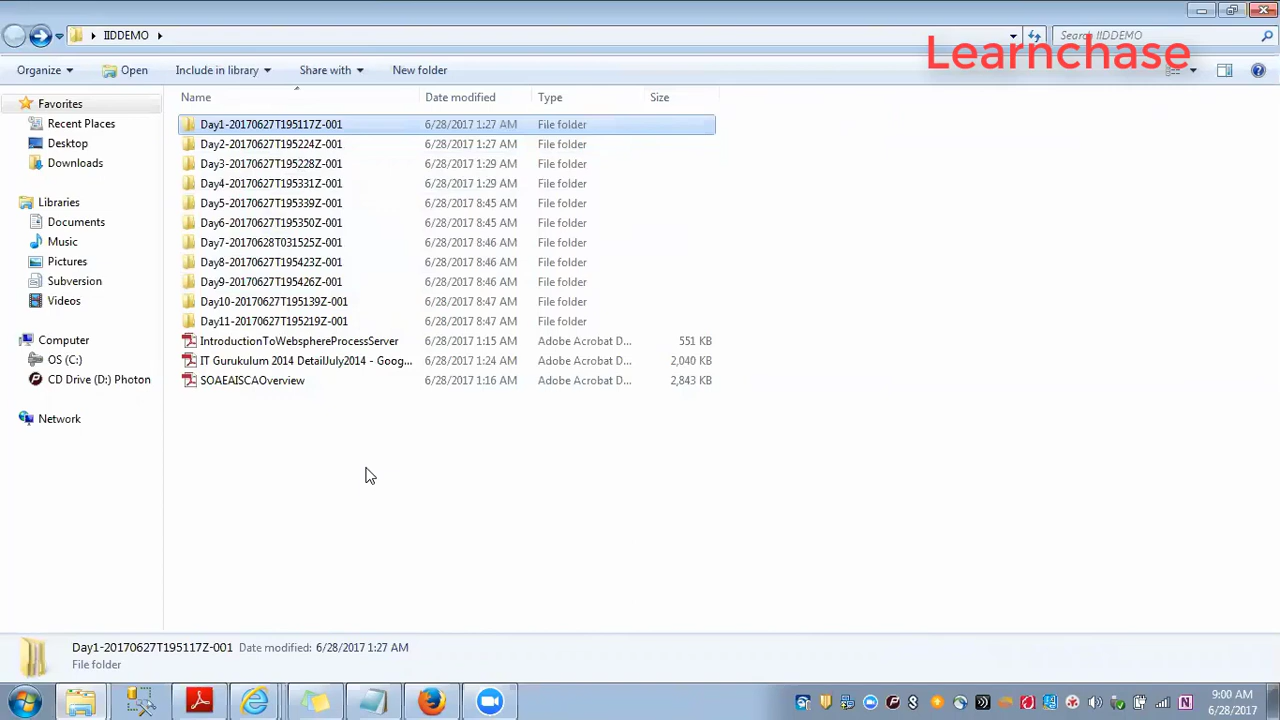 IIDDEMO
Search IIDDEMO
Learnchase
Organize
Open
Include in library
Share with
New folder
Name
Date modified
Type
Size
Favorites
Recent Places
Desktop
Downloads
Libraries
Documents
Music
Pictures
Subversion
Videos
Computer
OS (C:)
CD Drive (D:) Photon
Network
Day1-20170627T195117Z-001 6/28/2017 1:27 AM File folder
Day2-20170627T195224Z-001 6/28/2017 1:27 AM File folder
Day3-20170627T195228Z-001 6/28/2017 1:29 AM File folder
Day4-20170627T195331Z-001 6/28/2017 1:29 AM File folder
Day5-20170627T195339Z-001 6/28/2017 8:45 AM File folder
Day6-20170627T195350Z-001 6/28/2017 8:45 AM File folder
Day7-20170628T031525Z-001 6/28/2017 8:46 AM File folder
Day8-20170627T195423Z-001 6/28/2017 8:46 AM File folder
Day9-20170627T195426Z-001 6/28/2017 8:46 AM File folder
Day10-20170627T195139Z-001 6/28/2017 8:47 AM File folder
Day11-20170627T195219Z-001 6/28/2017 8:47 AM File folder
IntroductionToWebsphereProcessServer 6/28/2017 1:15 AM Adobe Acrobat D... 551 KB
IT Gurukulum 2014 DetailJuly2014 - Goog... 6/28/2017 1:24 AM Adobe Acrobat D... 2,040 KB
SOAEAISCAOverview 6/28/2017 1:16 AM Adobe Acrobat D... 2,843 KB
Day1-20170627T195117Z-001 Date modified: 6/28/2017 1:27 AM
File folder
9:00 AM
6/28/2017